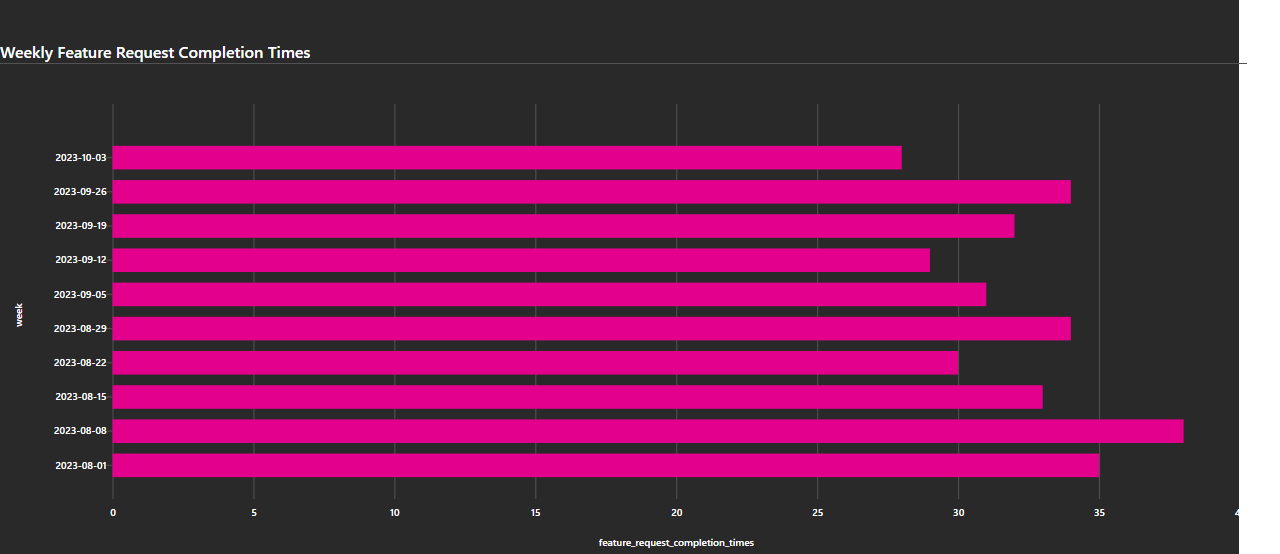 Weekly Feature Request Completion Times
2023-10-03
2023-09-26
2023-09-19
2023-09-12
2023-09-05
2023-08-29
2023-08-22
2023-08-15
2023-08-08
2023-08-01
week
0 5 10 15 20 25 30 35
feature_request_completion_times